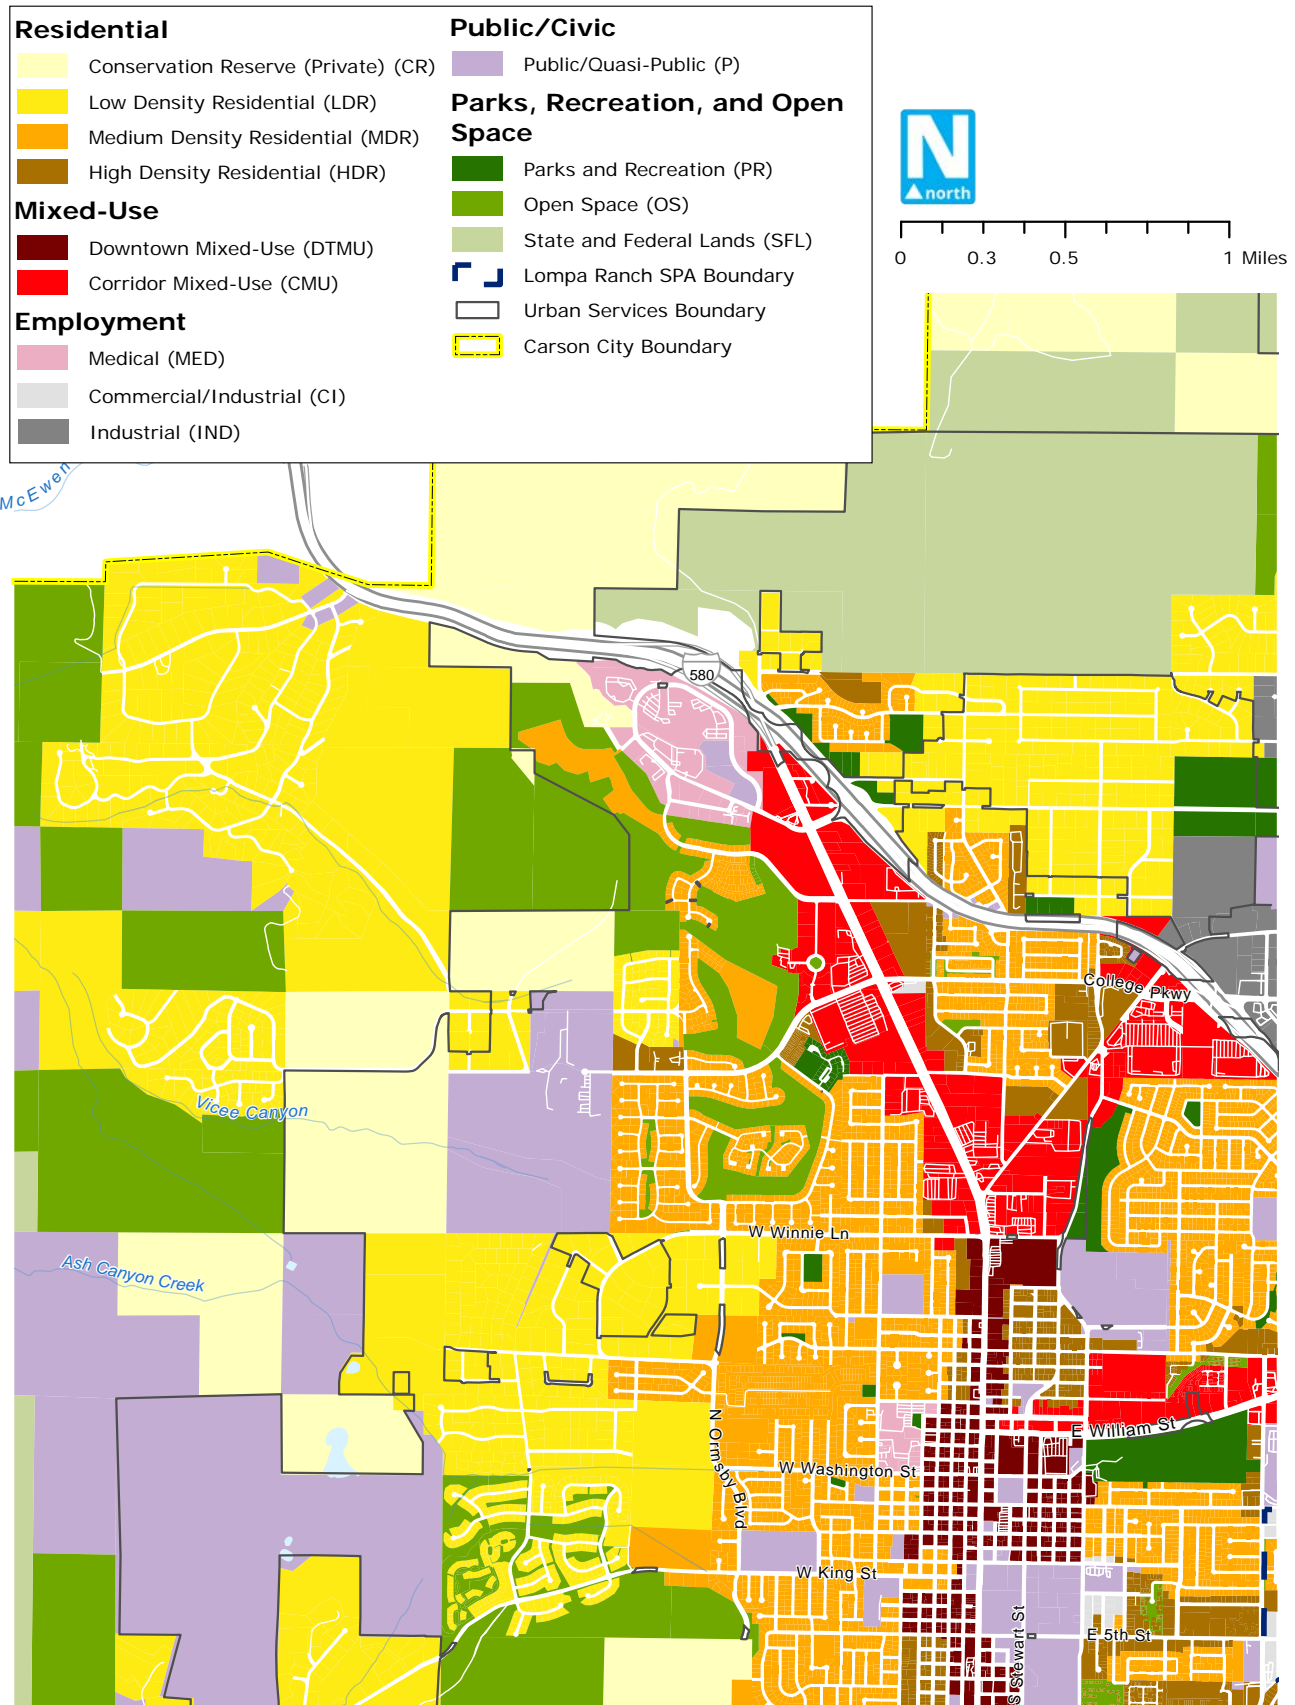 Residential
Conservation Reserve (Private) (CR)
Low Density Residential (LDR)
Medium Density Residential (MDR)
High Density Residential (HDR)
Mixed-Use
Downtown Mixed-Use (DTMU)
Corridor Mixed-Use (CMU)
Employment
Medical (MED)
Commercial/Industrial (CI)
Industrial (IND)
Public/Civic
Public/Quasi-Public (P)
Parks, Recreation, and Open
Space
Parks and Recreation (PR)
Open Space (OS)
State and Federal Lands (SFL)
Lompa Ranch SPA Boundary
Urban Services Boundary
Carson City Boundary
N
north
0 0.3 0.5 1 Miles
McEwen
580
College Pkwy
Vicee Canyon
W Winnie Ln
Ash Canyon Creek
N Ormsby Blvd
E William St
W Washington St
W King St
S Stewart St
E 5th St